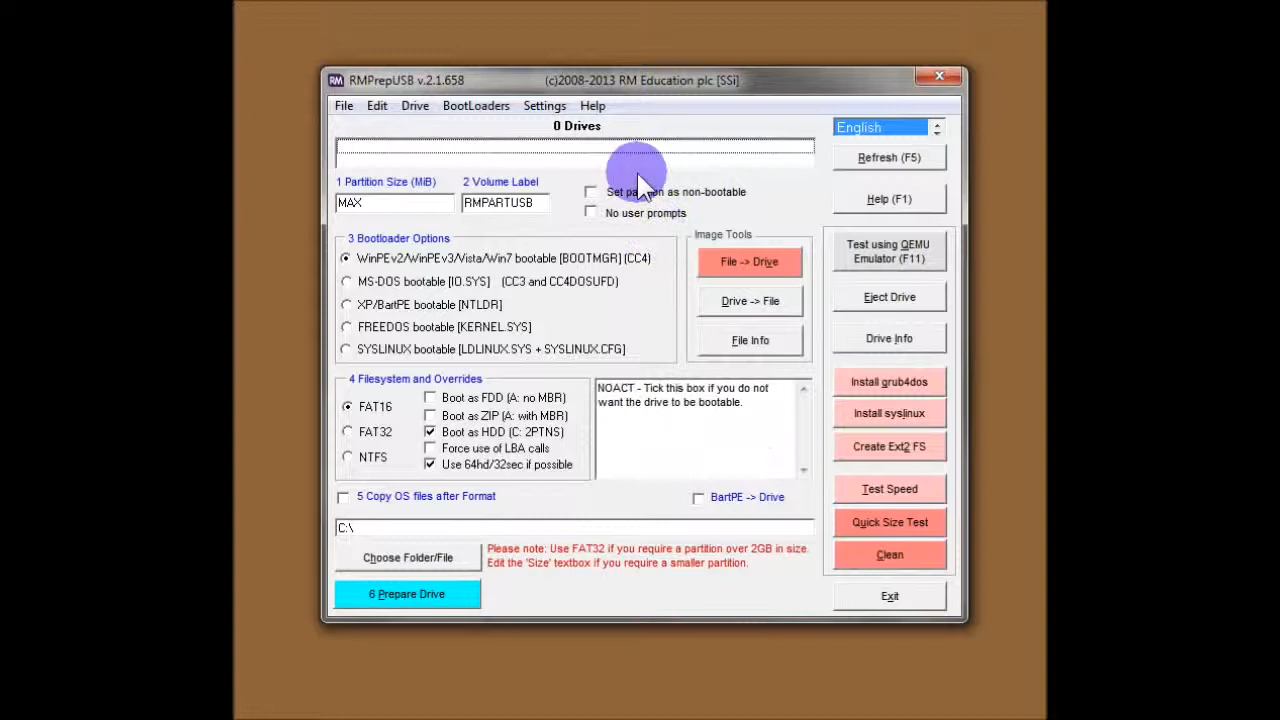 RM RMPrepUSB v.2.1.658 (c)2008-2013 RM Education plc [SSi]
File Edit Drive BootLoaders Settings Help
0 Drives
English
Refresh (F5)
1 Partition Size (MiB) 2 Volume Label
MAX RMPARTUSB
Set partition as non-bootable
No user prompts
Help (F1)
3 Bootloader Options
WinPEv2/WinPEv3/Vista/Win7 bootable [BOOTMGR] (CC4)
MS-DOS bootable [IO.SYS] (CC3 and CC4DOSUFD)
XP/BartPE bootable [NTLDR]
FREEDOS bootable [KERNEL.SYS]
SYSLINUX bootable [LDLINUX.SYS + SYSLINUX.CFG]
Image Tools
File -> Drive
Drive -> File
File Info
Test using QEMU
Emulator (F11)
Eject Drive
Drive Info
4 Filesystem and Overrides
FAT16
FAT32
NTFS
Boot as FDD (A: no MBR)
Boot as ZIP (A: with MBR)
Boot as HDD (C: 2PTNS)
Force use of LBA calls
Use 64hd/32sec if possible
NOACT - Tick this box if you do not
want the drive to be bootable.
Install grub4dos
Install syslinux
Create Ext2 FS
Test Speed
Quick Size Test
Clean
5 Copy OS files after Format
BartPE -> Drive
C:\
Choose Folder/File
Please note: Use FAT32 if you require a partition over 2GB in size.
Edit the 'Size' textbox if you require a smaller partition.
6 Prepare Drive
Exit